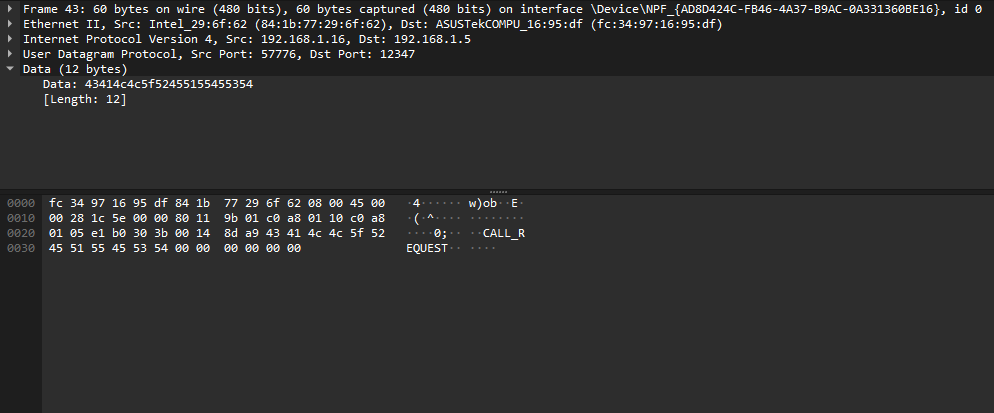 Frame 43: 60 bytes on wire (480 bits), 60 bytes captured (480 bits) on interface \Device\NPF_{AD8D424C-FB46-4A37-B9AC-0A331360BE16}, id 0
Ethernet II, Src: Intel_29:6f:62 (84:1b:77:29:6f:62), Dst: ASUSTekCOMPU_16:95:df (fc:34:97:16:95:df)
Internet Protocol Version 4, Src: 192.168.1.16, Dst: 192.168.1.5
User Datagram Protocol, Src Port: 57776, Dst Port: 12347
Data (12 bytes)
Data: 43414c4c5f52455155455354
[Length: 12]
0000 fc 34 97 16 95 df 84 1b 77 29 6f 62 08 00 45 00 ·4······ w)ob··E·
0010 00 28 1c 5e 00 00 80 11 9b 01 c0 a8 01 10 c0 a8 ·(·^···· ········
0020 01 05 e1 b0 30 3b 00 14 8d a9 43 41 4c 4c 5f 52 ····0;·· ··CALL_R
0030 45 51 55 45 53 54 00 00 00 00 00 00 EQUEST·· ····